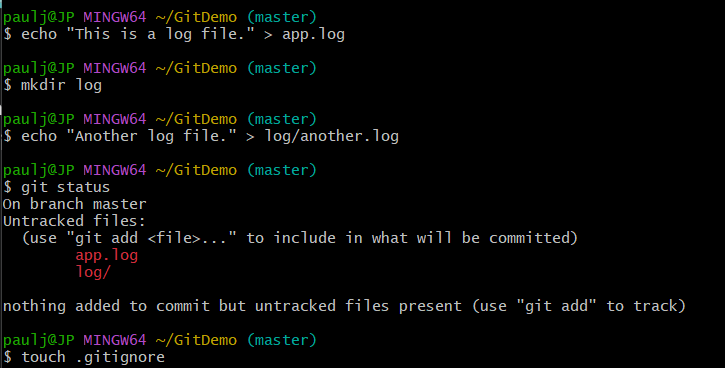 paulj@JP MINGW64 ~/GitDemo (master)
$ echo "This is a log file." > app.log
paulj@JP MINGW64 ~/GitDemo (master)
$ mkdir log
paulj@JP MINGW64 ~/GitDemo (master)
$ echo "Another log file." > log/another.log
paulj@JP MINGW64 ~/GitDemo (master)
$ git status
On branch master
Untracked files:
  (use "git add <file>..." to include in what will be committed)
        app.log
        log/
nothing added to commit but untracked files present (use "git add" to track)
paulj@JP MINGW64 ~/GitDemo (master)
$ touch .gitignore